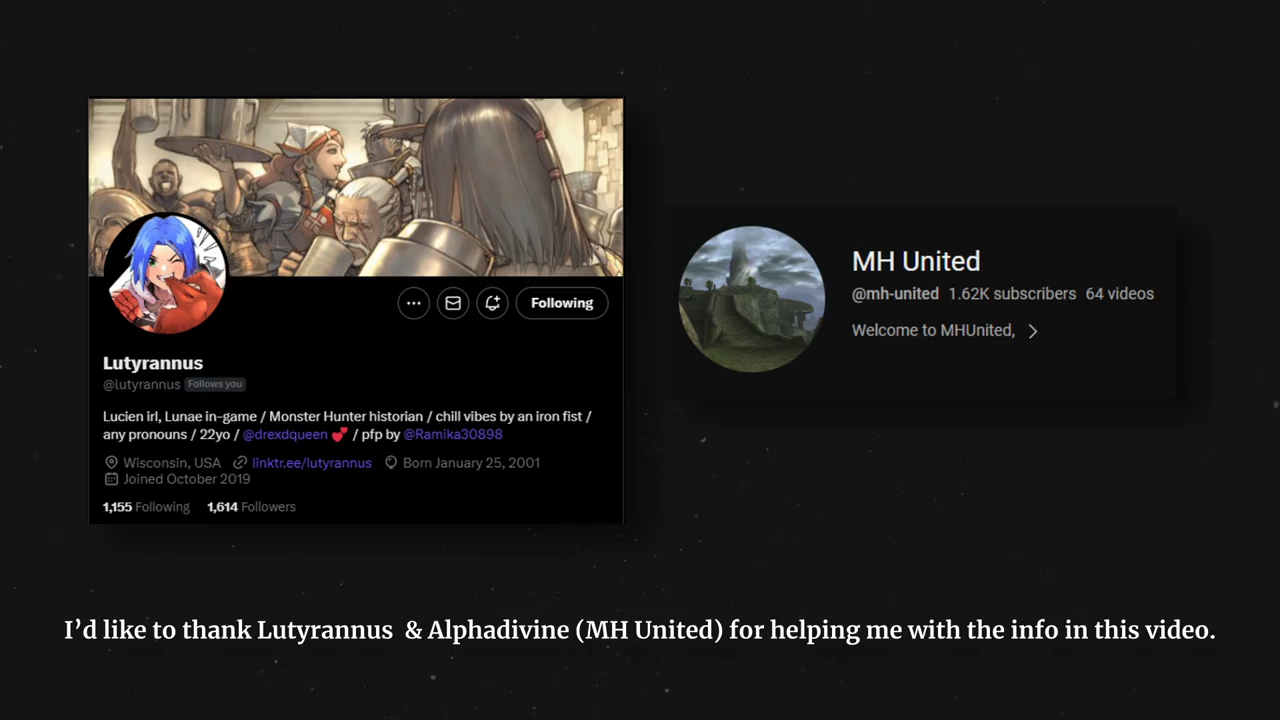 Following
Lutyrannus
@lutyrannus Follows you
Lucien irl, Lunae in-game / Monster Hunter historian / chill vibes by an iron fist /
any pronouns / 22yo / @drexdqueen 💕 / pfp by @Ramika30898
Wisconsin, USA linktr.ee/lutyrannus Born January 25, 2001
Joined October 2019
1,155 Following 1,614 Followers
MH United
@mh-united 1.62K subscribers 64 videos
Welcome to MHUnited,
I’d like to thank Lutyrannus & Alphadivine (MH United) for helping me with the info in this video.